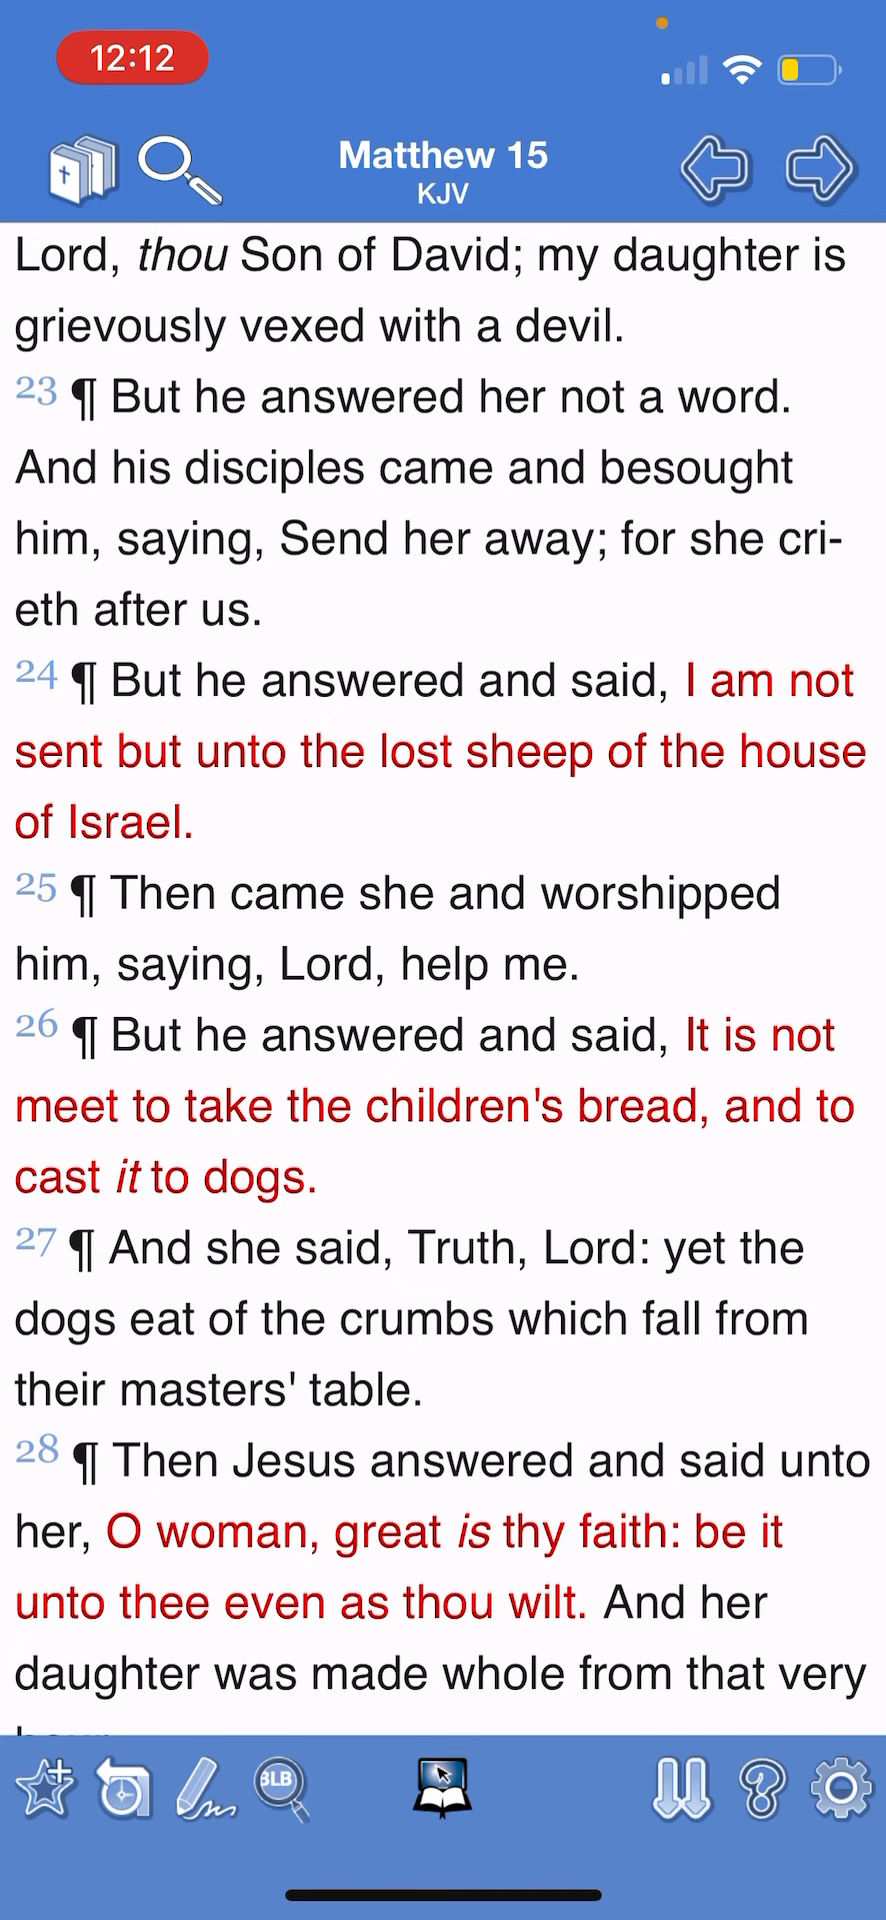 12:12
Matthew 15
KJV
Lord, thou Son of David; my daughter is
grievously vexed with a devil.
23 ¶ But he answered her not a word.
And his disciples came and besought
him, saying, Send her away; for she cri-
eth after us.
24 ¶ But he answered and said, I am not
sent but unto the lost sheep of the house
of Israel.
25 ¶ Then came she and worshipped
him, saying, Lord, help me.
26 ¶ But he answered and said, It is not
meet to take the children's bread, and to
cast it to dogs.
27 ¶ And she said, Truth, Lord: yet the
dogs eat of the crumbs which fall from
their masters' table.
28 ¶ Then Jesus answered and said unto
her, O woman, great is thy faith: be it
unto thee even as thou wilt. And her
daughter was made whole from that very
BLB